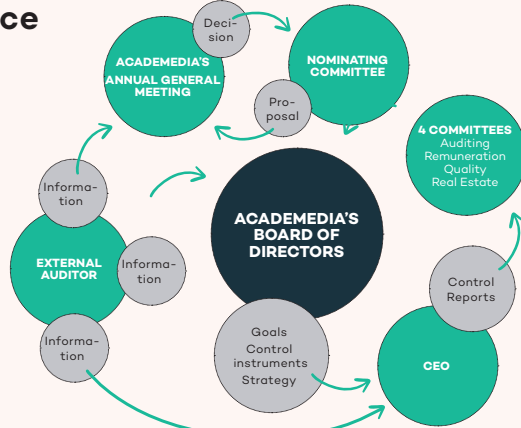 ce
Deci-
sion
ACADEMEDIA'S
ANNUAL GENERAL
MEETING
NOMINATING
COMMITTEE
Pro-
posal
4 COMMITTEES
Auditing
Remuneration
Quality
Real Estate
Informa-
tion
ACADEMEDIA'S
BOARD OF
DIRECTORS
EXTERNAL
AUDITOR
Informa-
tion
Control
Reports
Informa-
tion
Goals
Control
instruments
Strategy
CEO